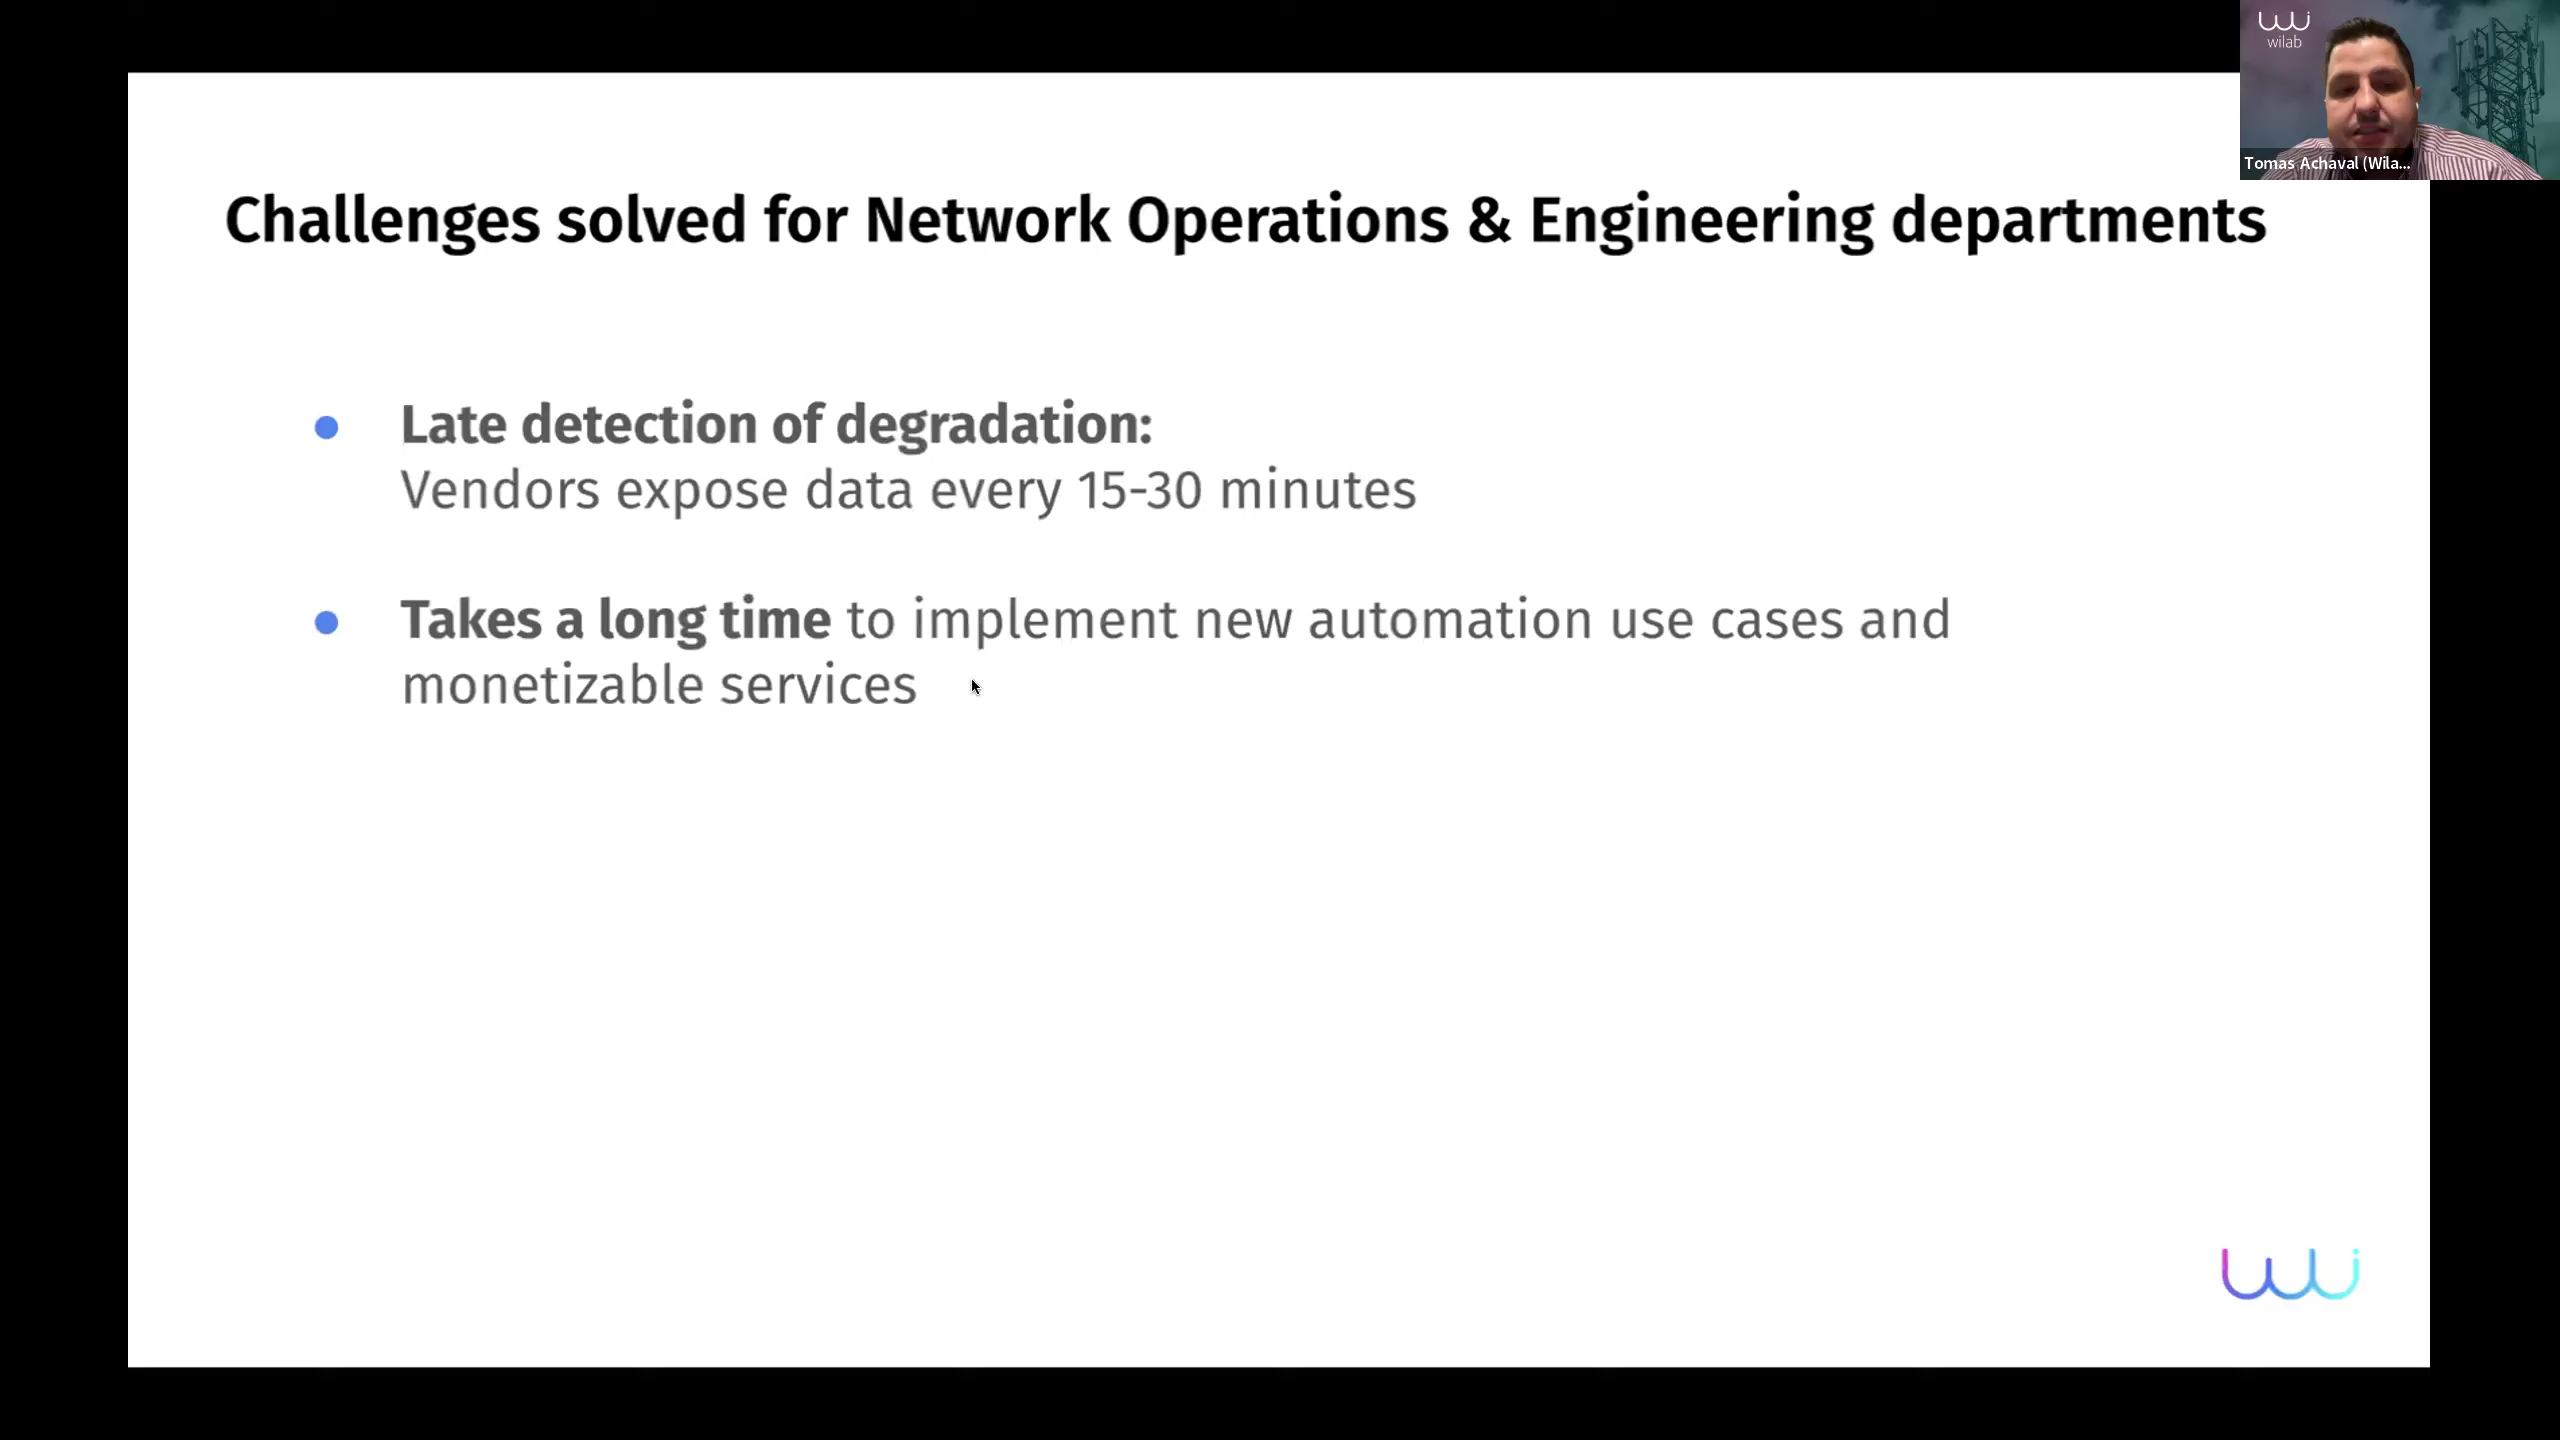 wilab
Tomas Achaval (Wila...
Challenges solved for Network Operations & Engineering departments
● Late detection of degradation:
Vendors expose data every 15-30 minutes
● Takes a long time to implement new automation use cases and
monetizable services